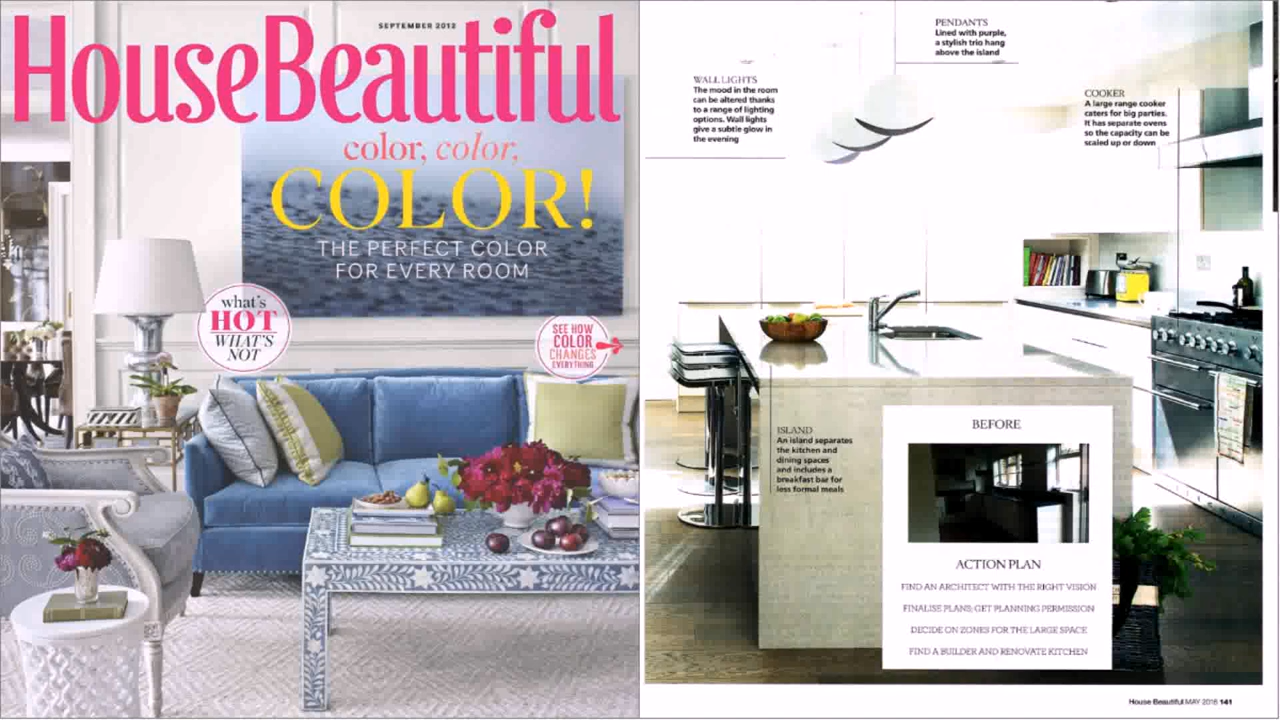 SEPTEMBER 2012
HouseBeautiful
color, color,
COLOR!
THE PERFECT COLOR
FOR EVERY ROOM
what's
HOT
WHAT'S
NOT
SEE HOW
COLOR
CHANGES
EVERYTHING
PENDANTS
Lined with purple,
a stylish trio hang
above the island
WALL LIGHTS
The mood in the room
can be altered thanks
to a range of lighting
options. Wall lights
give a subtle glow in
the evening
COOKER
A large range cooker
caters for big parties.
It has separate ovens
so the capacity can be
scaled up or down
ISLAND
An island separates
the kitchen and
dining spaces
and includes a
breakfast bar for
less formal meals
BEFORE
ACTION PLAN
FIND AN ARCHITECT WITH THE RIGHT VISION
FINALISE PLANS; GET PLANNING PERMISSION
DECIDE ON ZONES FOR THE LARGE SPACE
FIND A BUILDER AND RENOVATE KITCHEN
House Beautiful MAY 2016 141